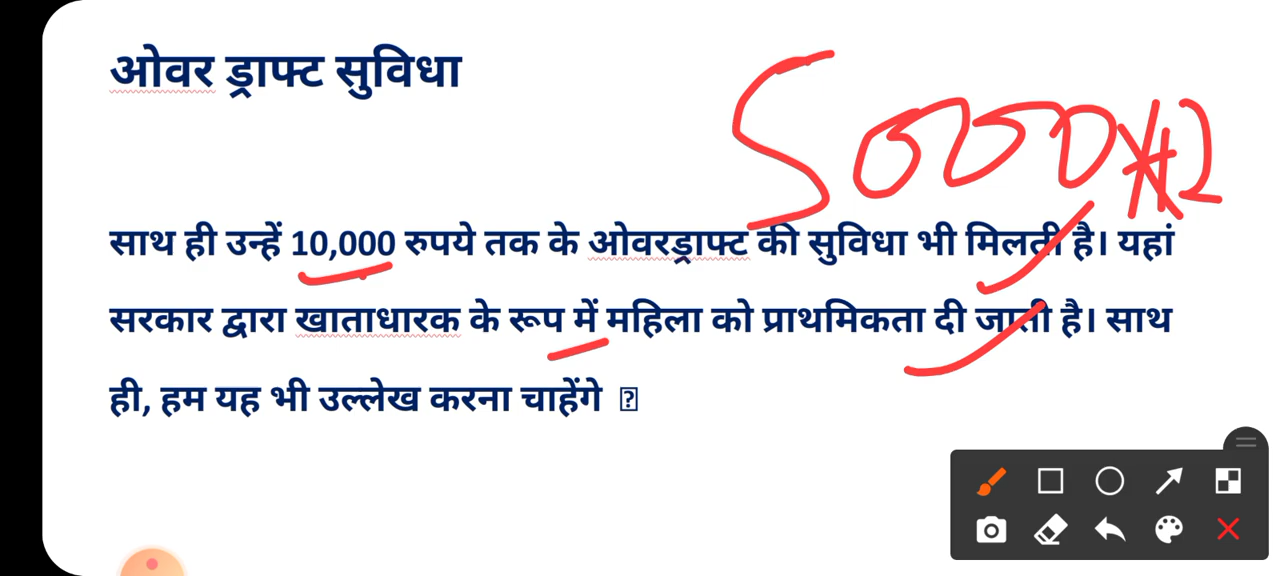 ओवर ड्राफ्ट सुविधा
5000*2
साथ ही उन्हें 10,000 रुपये तक के ओवरड्राफ्ट की सुविधा भी मिलती है। यहां
सरकार द्वारा खाताधारक के रूप में महिला को प्राथमिकता दी जाती है। साथ
ही, हम यह भी उल्लेख करना चाहेंगे